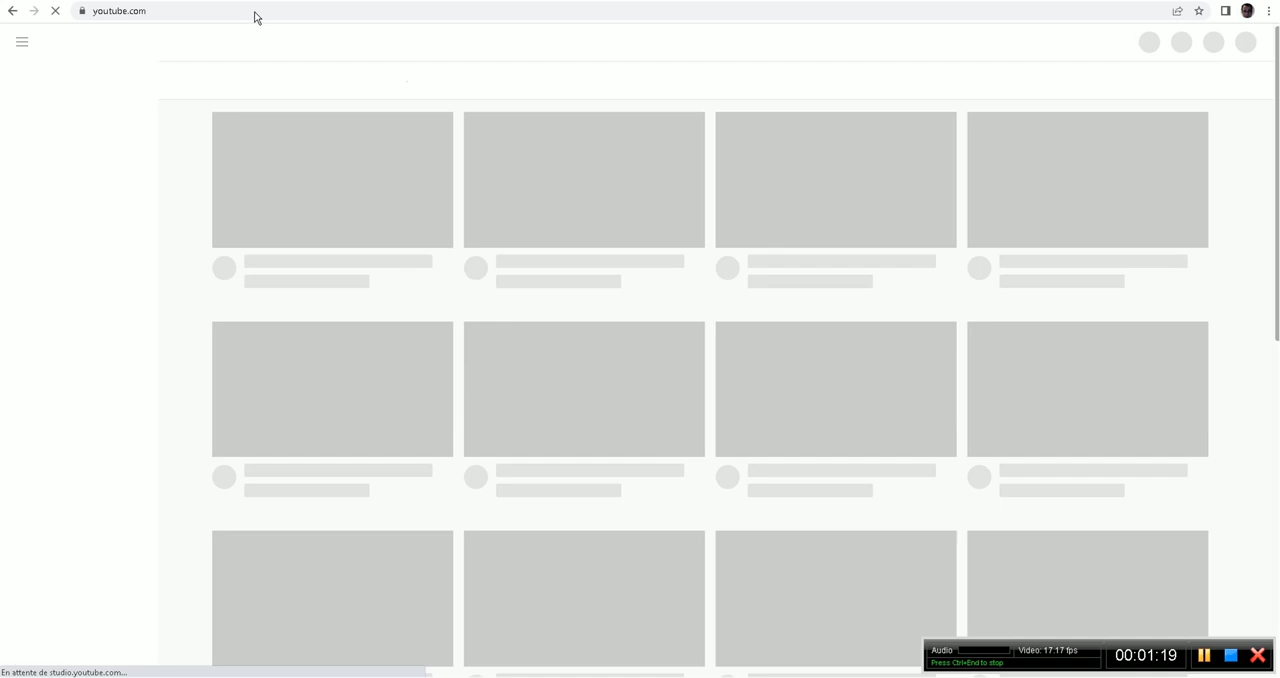 youtube.com
Audio
Video: 17.17 fps
Press Ctrl+End to stop
00:01:19
En attente de studio.youtube.com...